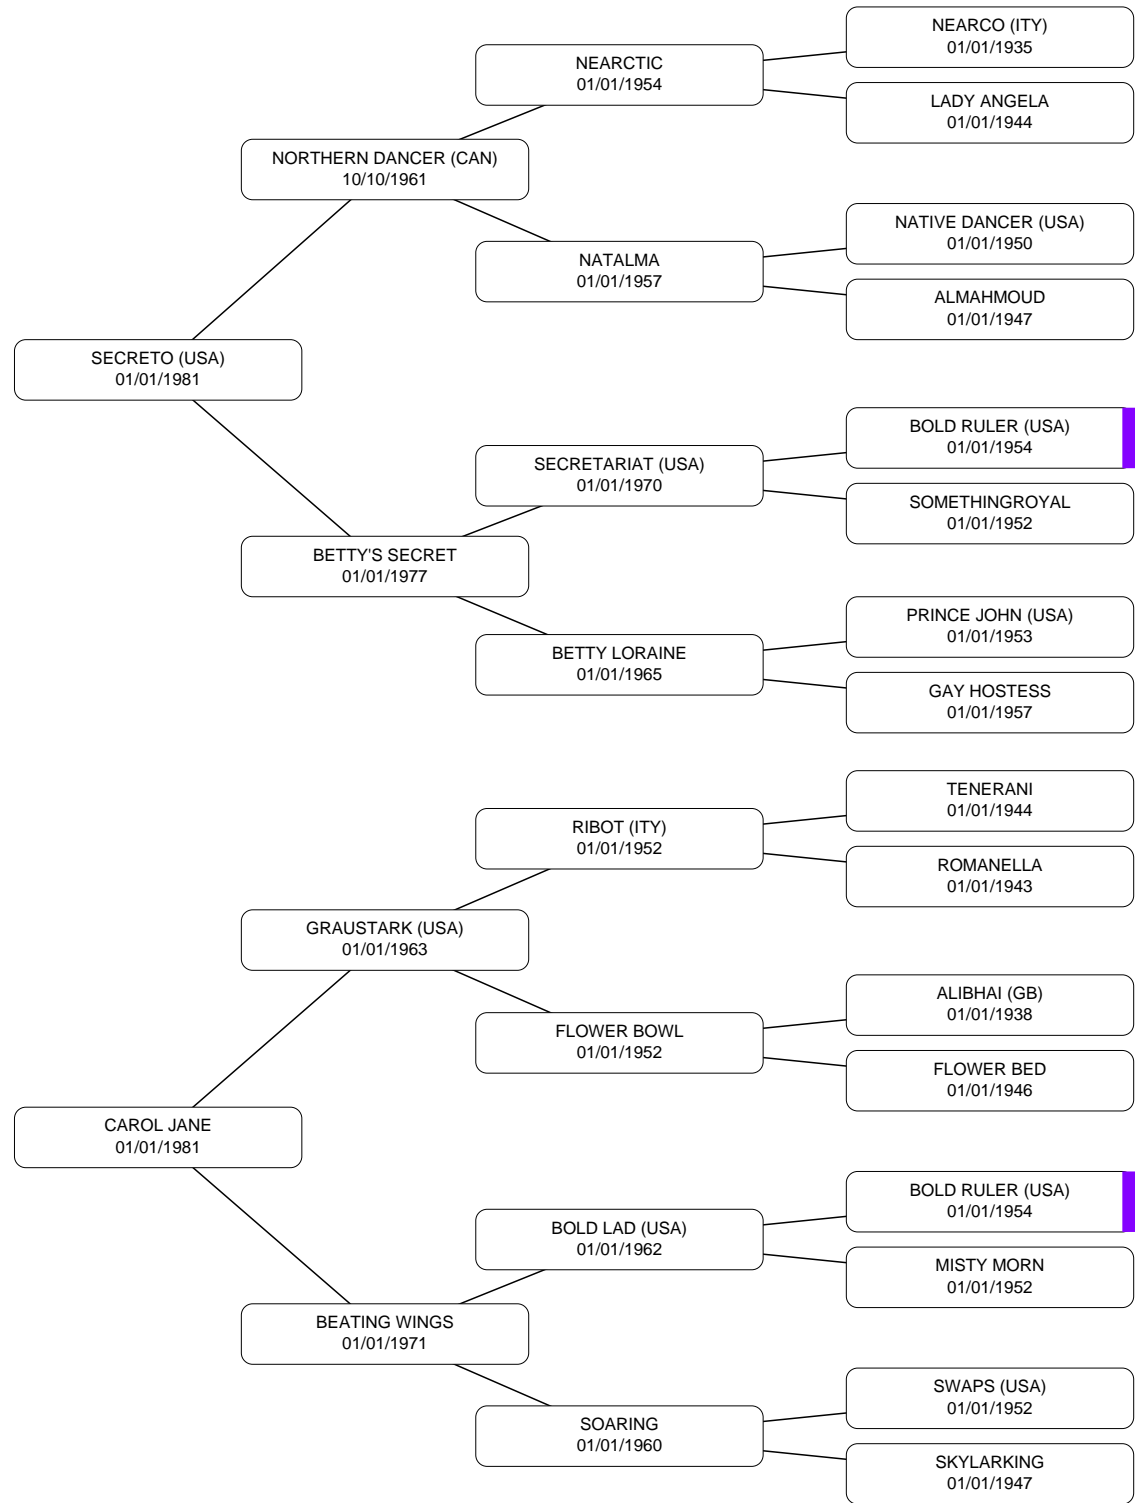 NEARCO (ITY)
01/01/1935
NEARCTIC
01/01/1954
LADY ANGELA
01/01/1944
NORTHERN DANCER (CAN)
10/10/1961
NATIVE DANCER (USA)
01/01/1950
NATALMA
01/01/1957
ALMAHMOUD
01/01/1947
SECRETO (USA)
01/01/1981
BOLD RULER (USA)
01/01/1954
SECRETARIAT (USA)
01/01/1970
SOMETHINGROYAL
01/01/1952
BETTY'S SECRET
01/01/1977
PRINCE JOHN (USA)
01/01/1953
BETTY LORAINE
01/01/1965
GAY HOSTESS
01/01/1957
TENERANI
01/01/1944
RIBOT (ITY)
01/01/1952
ROMANELLA
01/01/1943
GRAUSTARK (USA)
01/01/1963
ALIBHAI (GB)
01/01/1938
FLOWER BOWL
01/01/1952
FLOWER BED
01/01/1946
CAROL JANE
01/01/1981
BOLD RULER (USA)
01/01/1954
BOLD LAD (USA)
01/01/1962
MISTY MORN
01/01/1952
BEATING WINGS
01/01/1971
SWAPS (USA)
01/01/1952
SOARING
01/01/1960
SKYLARKING
01/01/1947